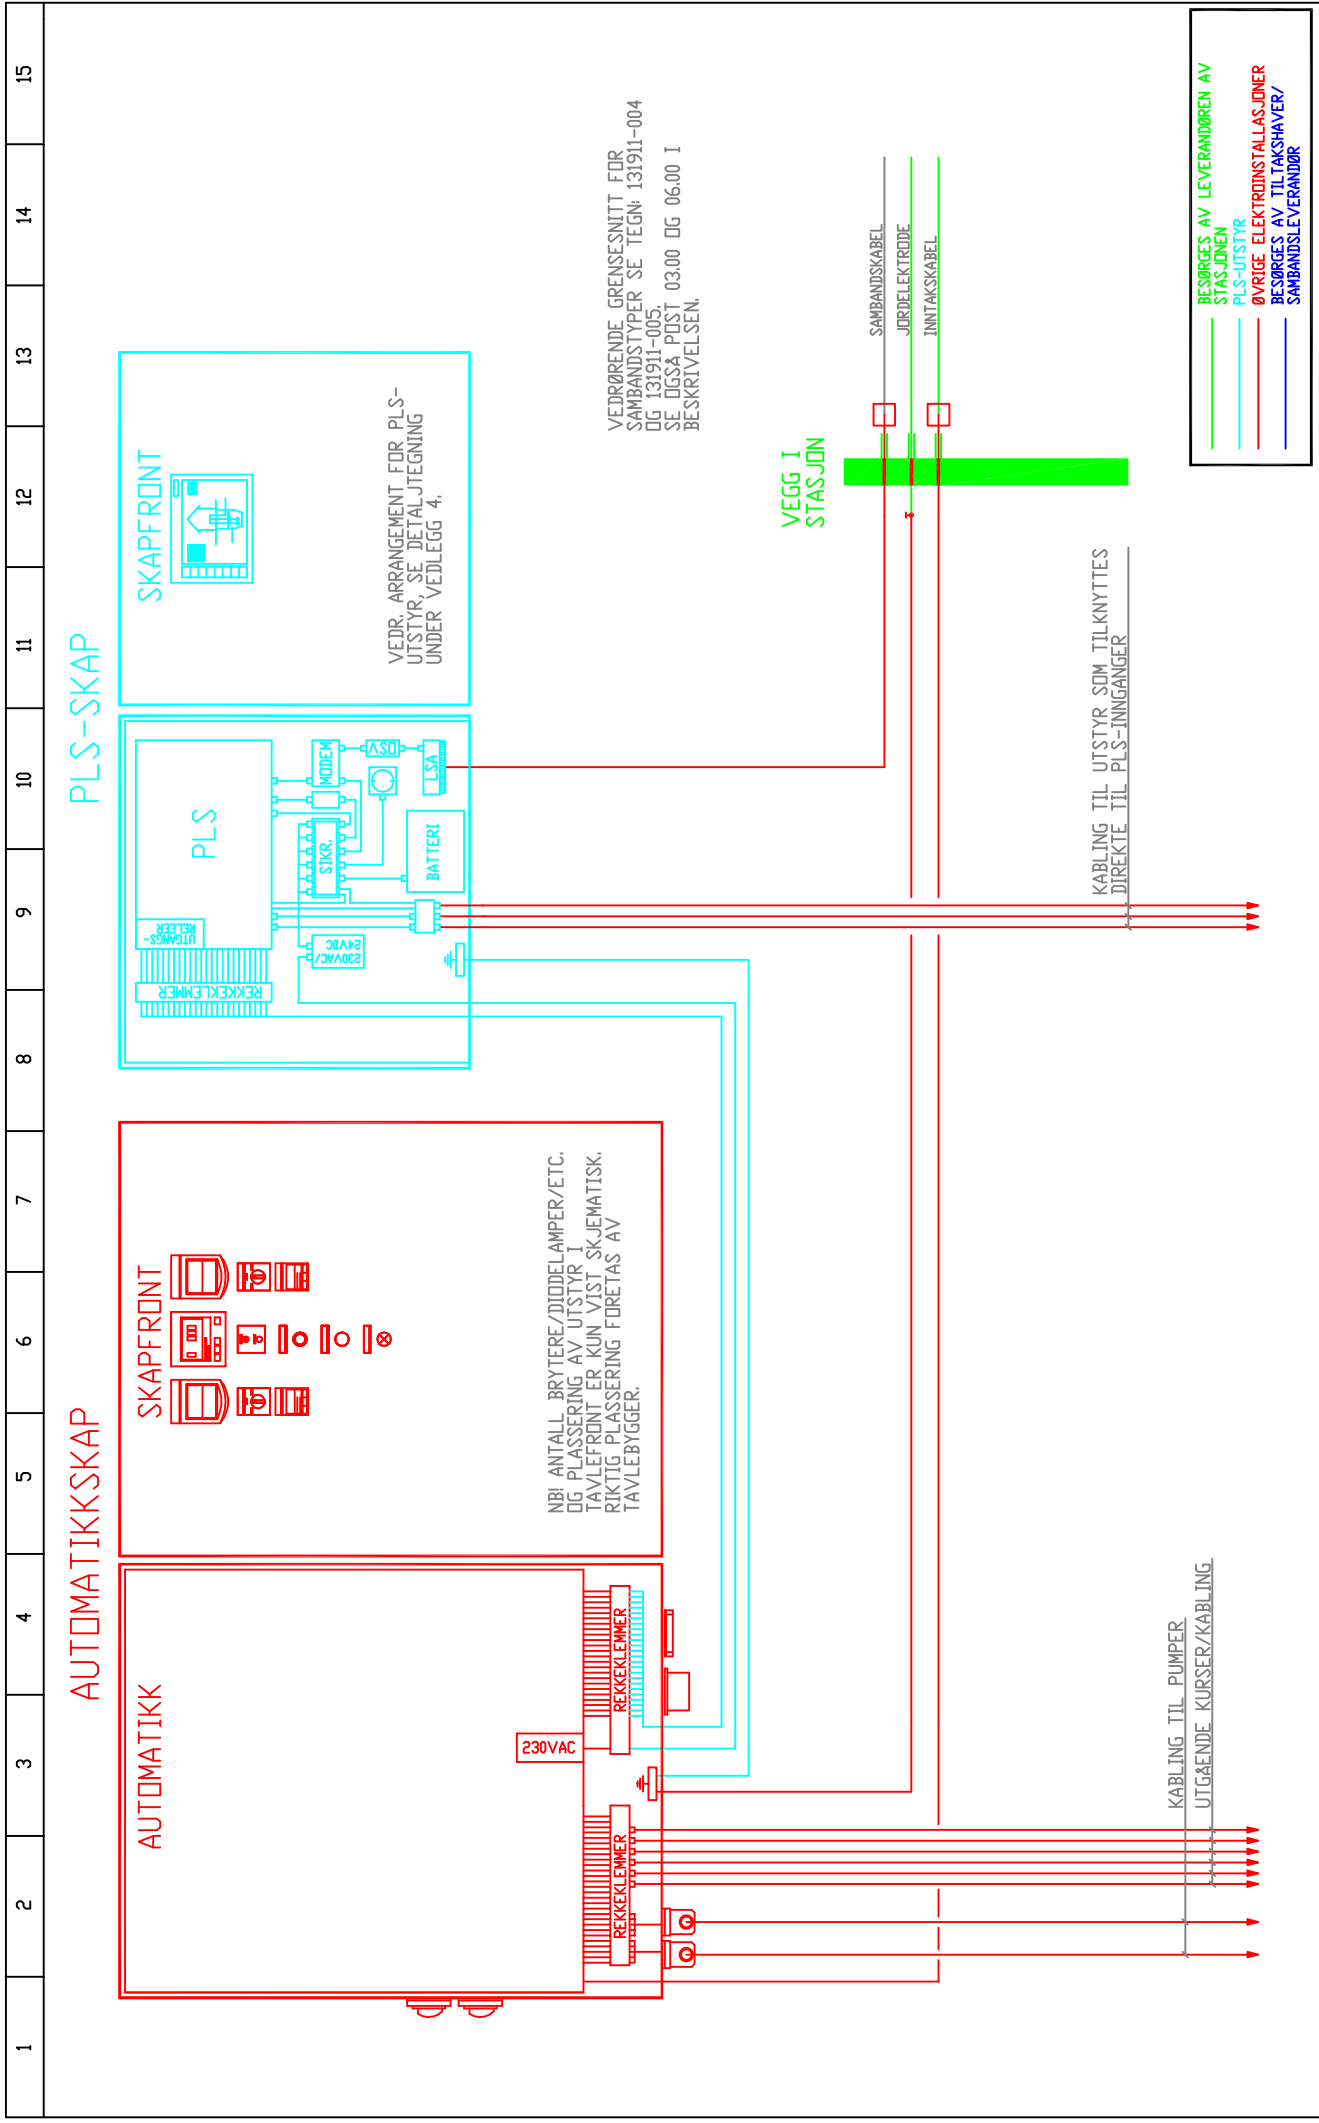 1
2
3
4
5
6
7
8
9
10
11
12
13
14
15
AUTOMATIKKSKAP
AUTOMATIKK
230VAC
REKKEKLEMMER
REKKEKLEMMER
SKAPFRONT
NB! ANTALL BRYTERE/DIODELAMPER/ETC.
OG PLASSERING AV UTSTYR I
TAVLEFRONT ER KUN VIST SKJEMATISK.
RIKTIG PLASSERING FORETAS AV
TAVLEBYGGER.
PLS-SKAP
PLS
UTGANGS-
RELEER
REKKEKLEMMER
230VAC/
24VDC
SIKR.
MODEM
OSV
LSA
BATTERI
SKAPFRONT
VEDR. ARRANGEMENT FOR PLS-
UTSTYR, SE DETALJTEGNING
UNDER VEDLEGG 4.
VEDRØRENDE GRENSESNITT FOR
SAMBANDSTYPER SE TEGN: 131911-004
OG 131911-005.
SE OGSÅ POST 03.00 OG 06.00 I
BESKRIVELSEN.
VEGG I
STASJON
SAMBANDSKABEL
JORDELEKTRODE
INNTAKSKABEL
KABLING TIL UTSTYR SOM TILKNYTTES
DIREKTE TIL PLS-INNGANGER
KABLING TIL PUMPER
UTGÅENDE KURSER/KABLING
BESØRGES AV LEVERANDØREN AV
STASJONEN
PLS-UTSTYR
ØVRIGE ELEKTROINSTALLASJONER
BESØRGES AV TILTAKSHAVER/
SAMBANDSLEVERANDØR